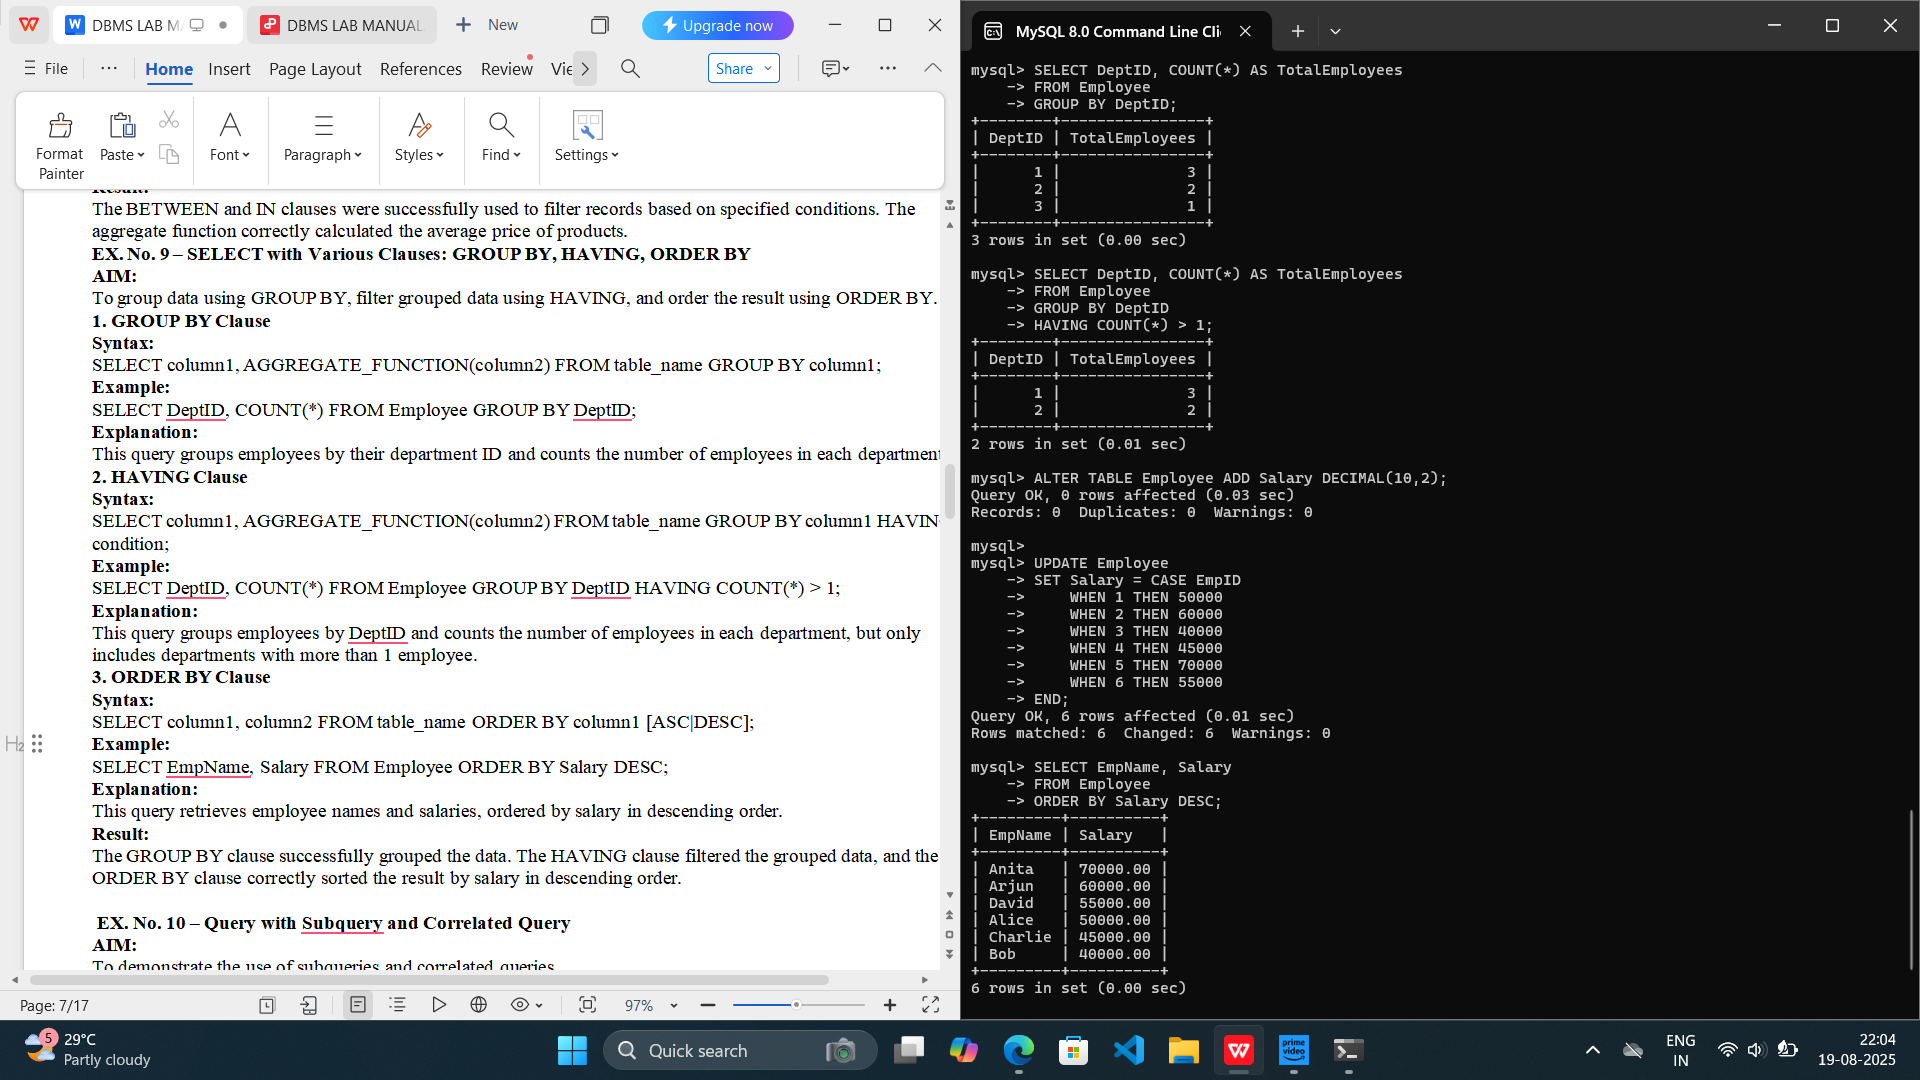 DBMS LAB MA
DBMS LAB MANUAL
New
Upgrade now
File
Home
Insert
Page Layout
References
Review
Vie
Share
Format
Painter
Paste
Font
Paragraph
Styles
Find
Settings
Result:
The BETWEEN and IN clauses were successfully used to filter records based on specified conditions. The
aggregate function correctly calculated the average price of products.
EX. No. 9 – SELECT with Various Clauses: GROUP BY, HAVING, ORDER BY
AIM:
To group data using GROUP BY, filter grouped data using HAVING, and order the result using ORDER BY.
1. GROUP BY Clause
Syntax:
SELECT column1, AGGREGATE_FUNCTION(column2) FROM table_name GROUP BY column1;
Example:
SELECT DeptID, COUNT(*) FROM Employee GROUP BY DeptID;
Explanation:
This query groups employees by their department ID and counts the number of employees in each department
2. HAVING Clause
Syntax:
SELECT column1, AGGREGATE_FUNCTION(column2) FROM table_name GROUP BY column1 HAVIN
condition;
Example:
SELECT DeptID, COUNT(*) FROM Employee GROUP BY DeptID HAVING COUNT(*) > 1;
Explanation:
This query groups employees by DeptID and counts the number of employees in each department, but only
includes departments with more than 1 employee.
3. ORDER BY Clause
Syntax:
SELECT column1, column2 FROM table_name ORDER BY column1 [ASC|DESC];
H2
Example:
SELECT EmpName, Salary FROM Employee ORDER BY Salary DESC;
Explanation:
This query retrieves employee names and salaries, ordered by salary in descending order.
Result:
The GROUP BY clause successfully grouped the data. The HAVING clause filtered the grouped data, and the
ORDER BY clause correctly sorted the result by salary in descending order.
EX. No. 10 – Query with Subquery and Correlated Query
AIM:
To demonstrate the use of subqueries and correlated queries
Page: 7/17
97%
MySQL 8.0 Command Line Cli
mysql> SELECT DeptID, COUNT(*) AS TotalEmployees
    -> FROM Employee
    -> GROUP BY DeptID;
+--------+----------------+
| DeptID | TotalEmployees |
+--------+----------------+
|      1 |              3 |
|      2 |              2 |
|      3 |              1 |
+--------+----------------+
3 rows in set (0.00 sec)
mysql> SELECT DeptID, COUNT(*) AS TotalEmployees
    -> FROM Employee
    -> GROUP BY DeptID
    -> HAVING COUNT(*) > 1;
+--------+----------------+
| DeptID | TotalEmployees |
+--------+----------------+
|      1 |              3 |
|      2 |              2 |
+--------+----------------+
2 rows in set (0.01 sec)
mysql> ALTER TABLE Employee ADD Salary DECIMAL(10,2);
Query OK, 0 rows affected (0.03 sec)
Records: 0  Duplicates: 0  Warnings: 0
mysql>
mysql> UPDATE Employee
    -> SET Salary = CASE EmpID
    ->     WHEN 1 THEN 50000
    ->     WHEN 2 THEN 60000
    ->     WHEN 3 THEN 40000
    ->     WHEN 4 THEN 45000
    ->     WHEN 5 THEN 70000
    ->     WHEN 6 THEN 55000
    -> END;
Query OK, 6 rows affected (0.01 sec)
Rows matched: 6  Changed: 6  Warnings: 0
mysql> SELECT EmpName, Salary
    -> FROM Employee
    -> ORDER BY Salary DESC;
+---------+----------+
| EmpName | Salary   |
+---------+----------+
| Anita   | 70000.00 |
| Arjun   | 60000.00 |
| David   | 55000.00 |
| Alice   | 50000.00 |
| Charlie | 45000.00 |
| Bob     | 40000.00 |
+---------+----------+
6 rows in set (0.00 sec)
5
29°C
Partly cloudy
Quick search
prime video
ENG
IN
22:04
19-08-2025